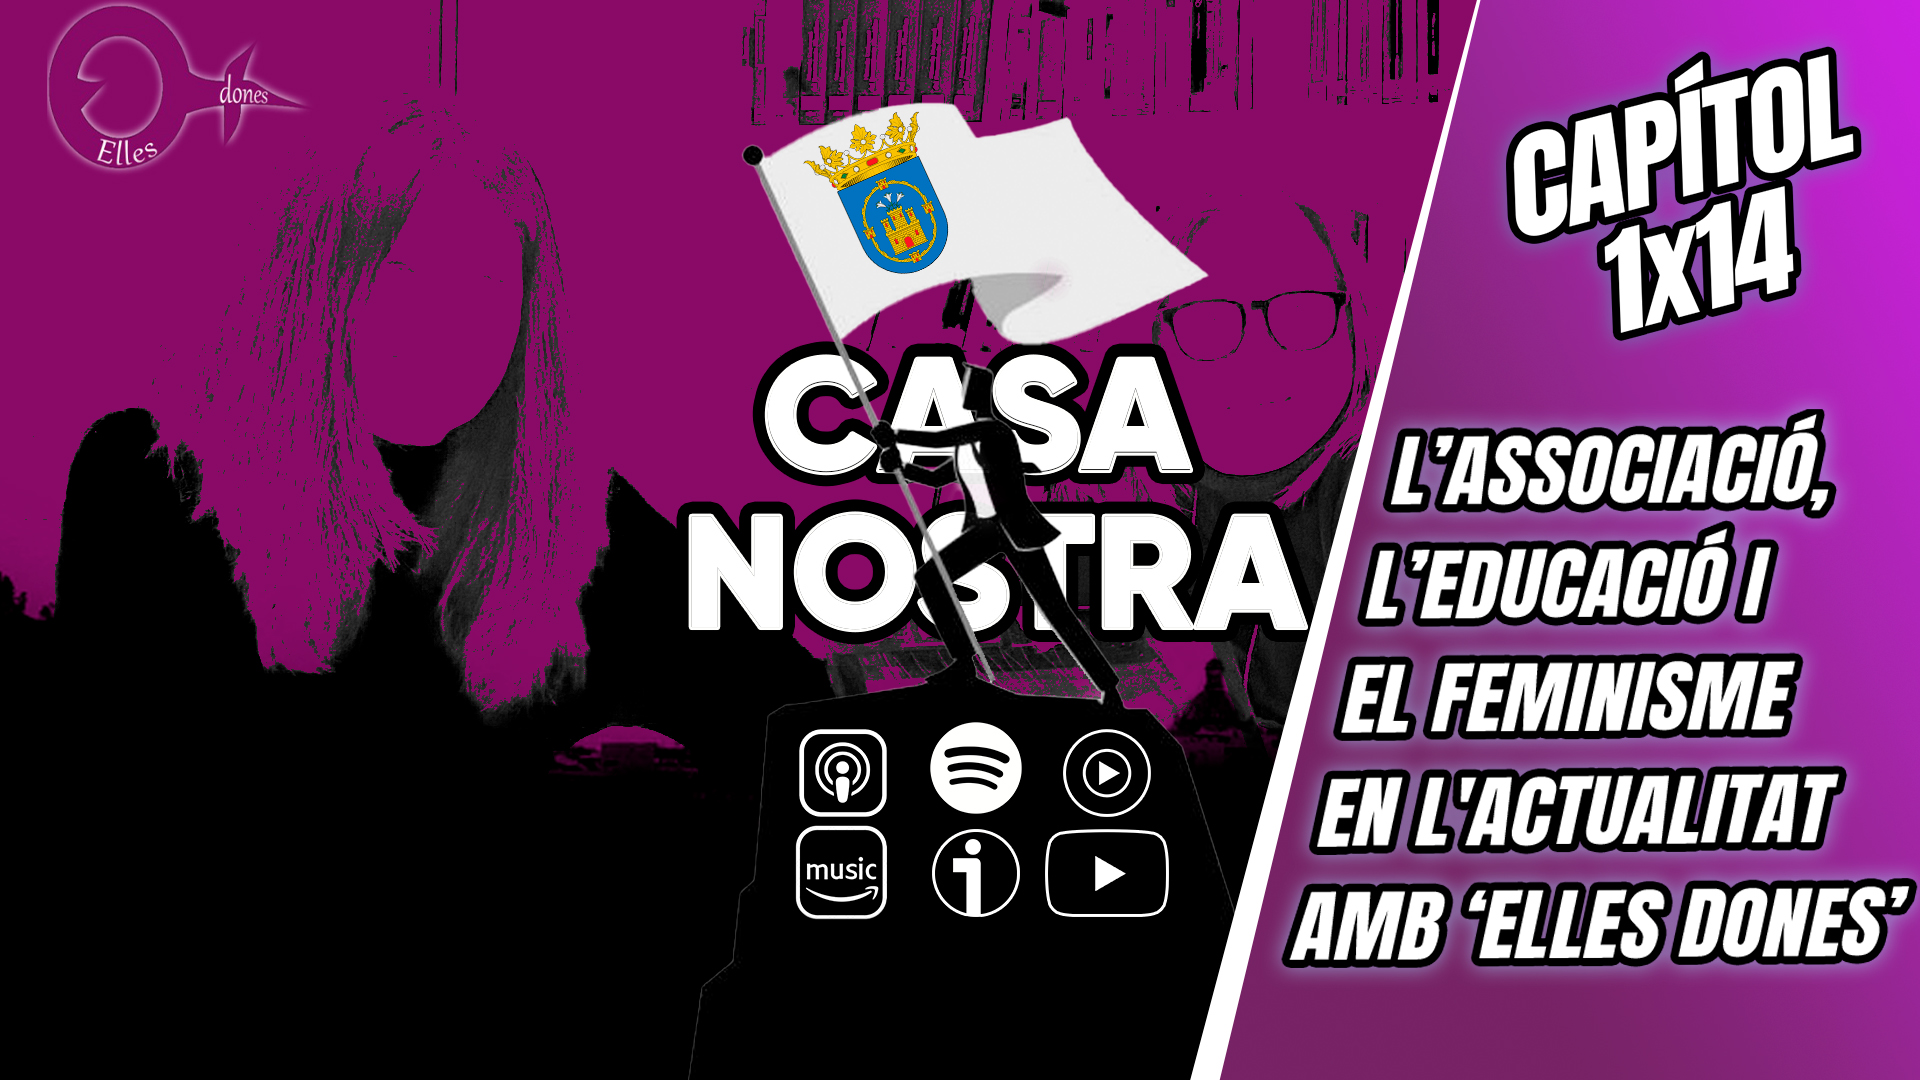 dones
Elles
CASA
NOSTRA
music
CAPÍTOL
1x14
L’ASSOCIACIÓ,
L’EDUCACIÓ I
EL FEMINISME
EN L'ACTUALITAT
AMB ‘ELLES DONES’